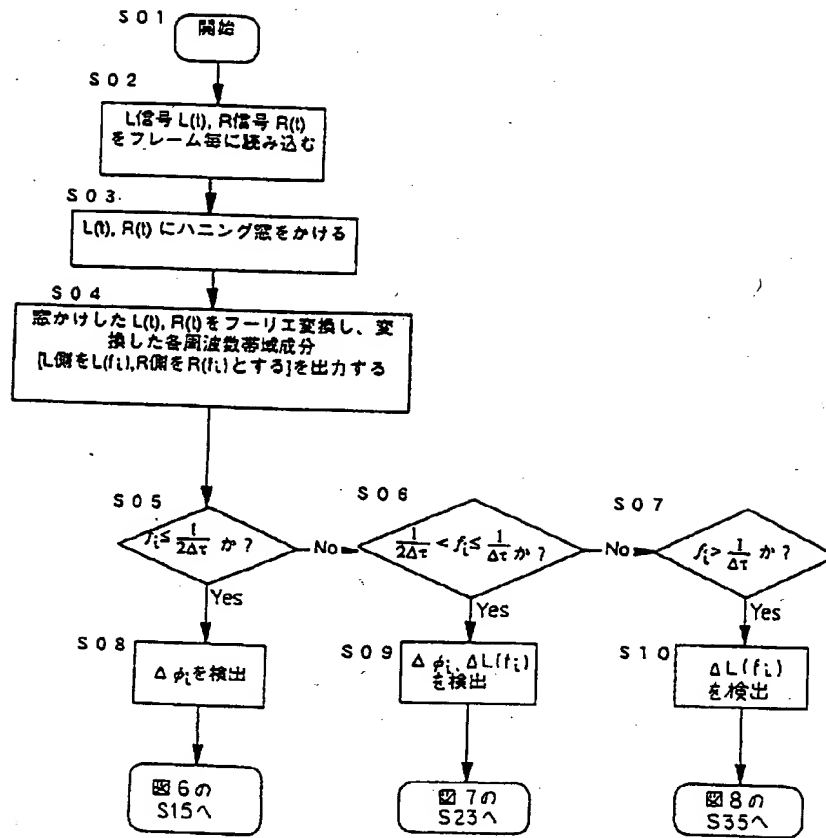 S01
開始
S02
L信号 L(t), R信号 R(t)
をフレーム毎に読み込む
S03
L(t), R(t) にハニング窓をかける
S04
窓かけした L(t), R(t)をフーリエ変換し、変
換した各周波数帯域成分
[L側をL(fi),R側をR(fi)とする]を出力する
S05
fi≤ 1/2Δτ か?
No
S06
1/2Δτ < fi≤ 1/Δτ か?
No
S07
fi> 1/Δτ か?
Yes
Yes
Yes
S08
Δφiを検出
S09
Δφi、ΔL(fi)
を検出
S10
ΔL(fi)
を検出
図6の
S15へ
図7の
S23へ
図8の
S35へ